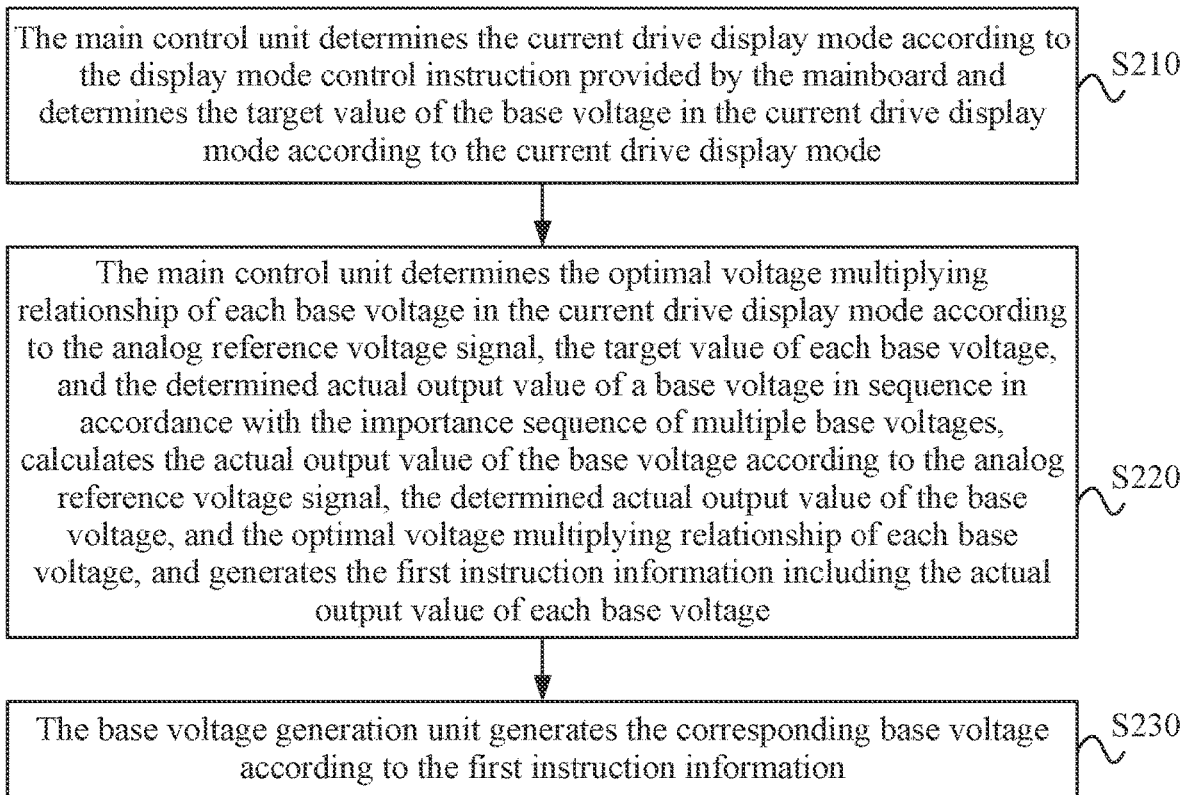 The main control unit determines the current drive display mode according to
the display mode control instruction provided by the mainboard and
determines the target value of the base voltage in the current drive display
mode according to the current drive display mode
S210
The main control unit determines the optimal voltage multiplying
relationship of each base voltage in the current drive display mode according
to the analog reference voltage signal, the target value of each base voltage,
and the determined actual output value of a base voltage in sequence in
accordance with the importance sequence of multiple base voltages,
calculates the actual output value of the base voltage according to the analog
reference voltage signal, the determined actual output value of the base
voltage, and the optimal voltage multiplying relationship of each base
voltage, and generates the first instruction information including the actual
output value of each base voltage
S220
The base voltage generation unit generates the corresponding base voltage
according to the first instruction information
S230